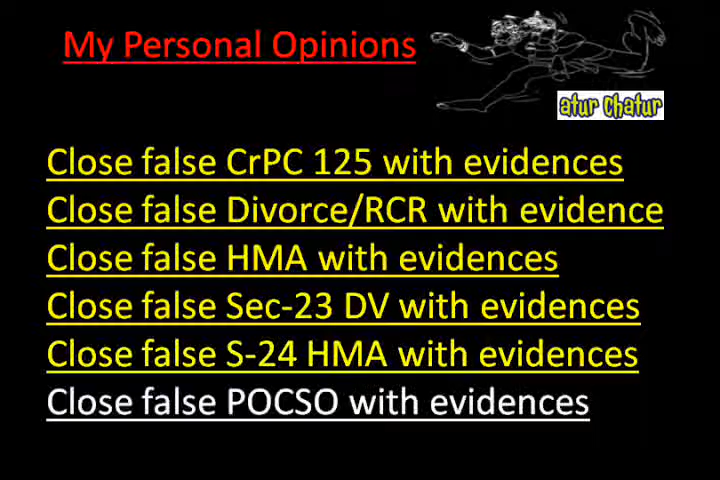 My Personal Opinions
atur Chatur
Close false CrPC 125 with evidences
Close false Divorce/RCR with evidence
Close false HMA with evidences
Close false Sec-23 DV with evidences
Close false S-24 HMA with evidences
Close false POCSO with evidences